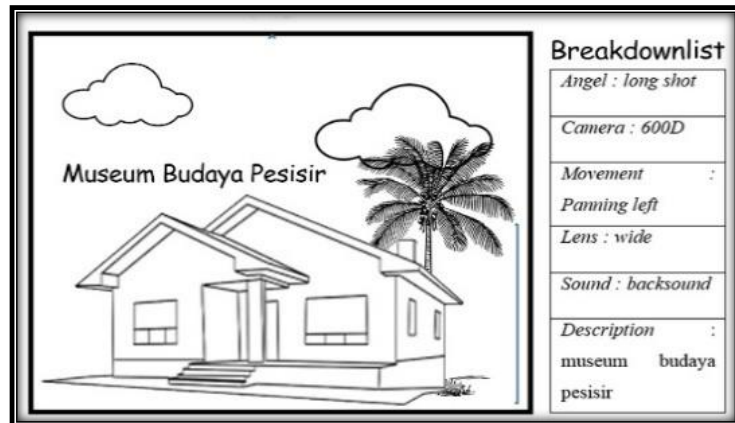 Museum Budaya Pesisir
Breakdownlist
Angel : long shot
Camera : 600D
Movement :
Panning left
Lens : wide
Sound : backsound
Description :
museum budaya
pesisir